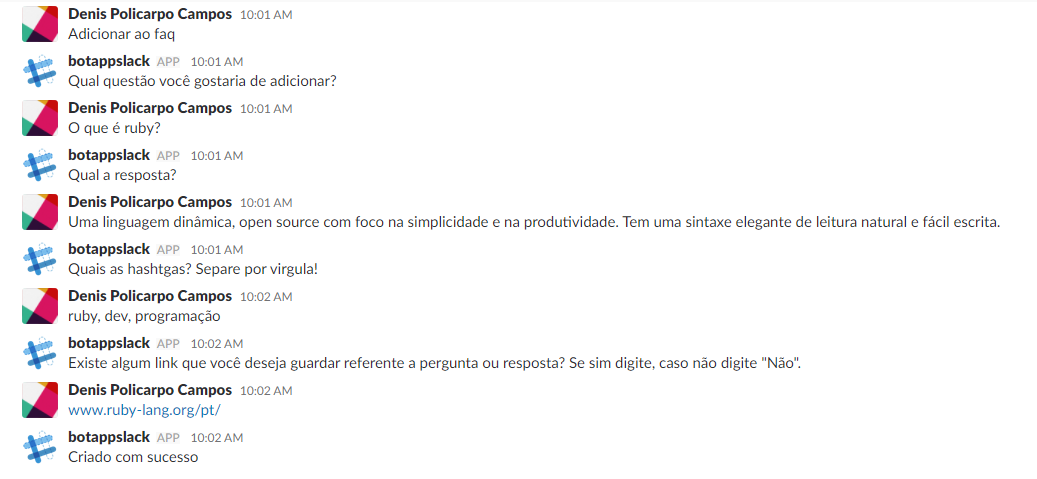 Denis Policarpo Campos 10:01 AM
Adicionar ao faq
botappslack APP 10:01 AM
Qual questão você gostaria de adicionar?
Denis Policarpo Campos 10:01 AM
O que é ruby?
botappslack APP 10:01 AM
Qual a resposta?
Denis Policarpo Campos 10:01 AM
Uma linguagem dinâmica, open source com foco na simplicidade e na produtividade. Tem uma sintaxe elegante de leitura natural e fácil escrita.
botappslack APP 10:01 AM
Quais as hashtgas? Separe por virgula!
Denis Policarpo Campos 10:02 AM
ruby, dev, programação
botappslack APP 10:02 AM
Existe algum link que você deseja guardar referente a pergunta ou resposta? Se sim digite, caso não digite "Não".
Denis Policarpo Campos 10:02 AM
www.ruby-lang.org/pt/
botappslack APP 10:02 AM
Criado com sucesso